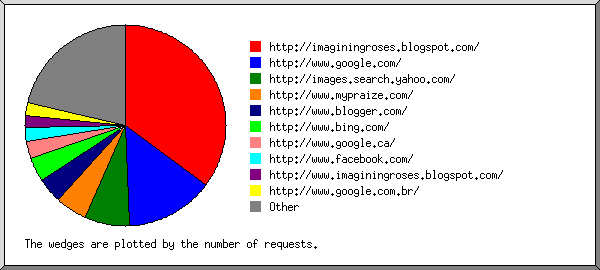 http://imaginingroses.blogspot.com/
http://www.google.com/
http://images.search.yahoo.com/
http://www.mypraize.com/
http://www.blogger.com/
http://www.bing.com/
http://www.google.ca/
http://www.facebook.com/
http://www.imaginingroses.blogspot.com/
http://www.google.com.br/
Other
The wedges are plotted by the number of requests.